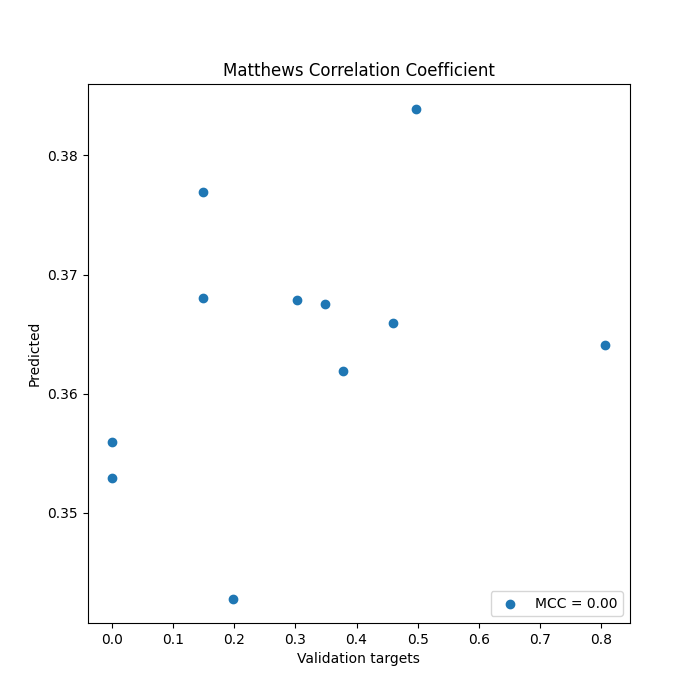 Matthews Correlation Coefficient
0.38
0.37
0.36
0.35
Predicted
MCC = 0.00
0.0 0.1 0.2 0.3 0.4 0.5 0.6 0.7 0.8
Validation targets